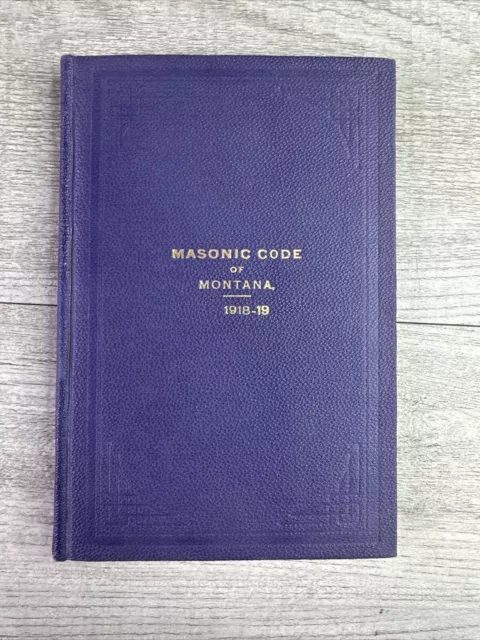 MASONIC CODE
OF
MONTANA,
1918-19